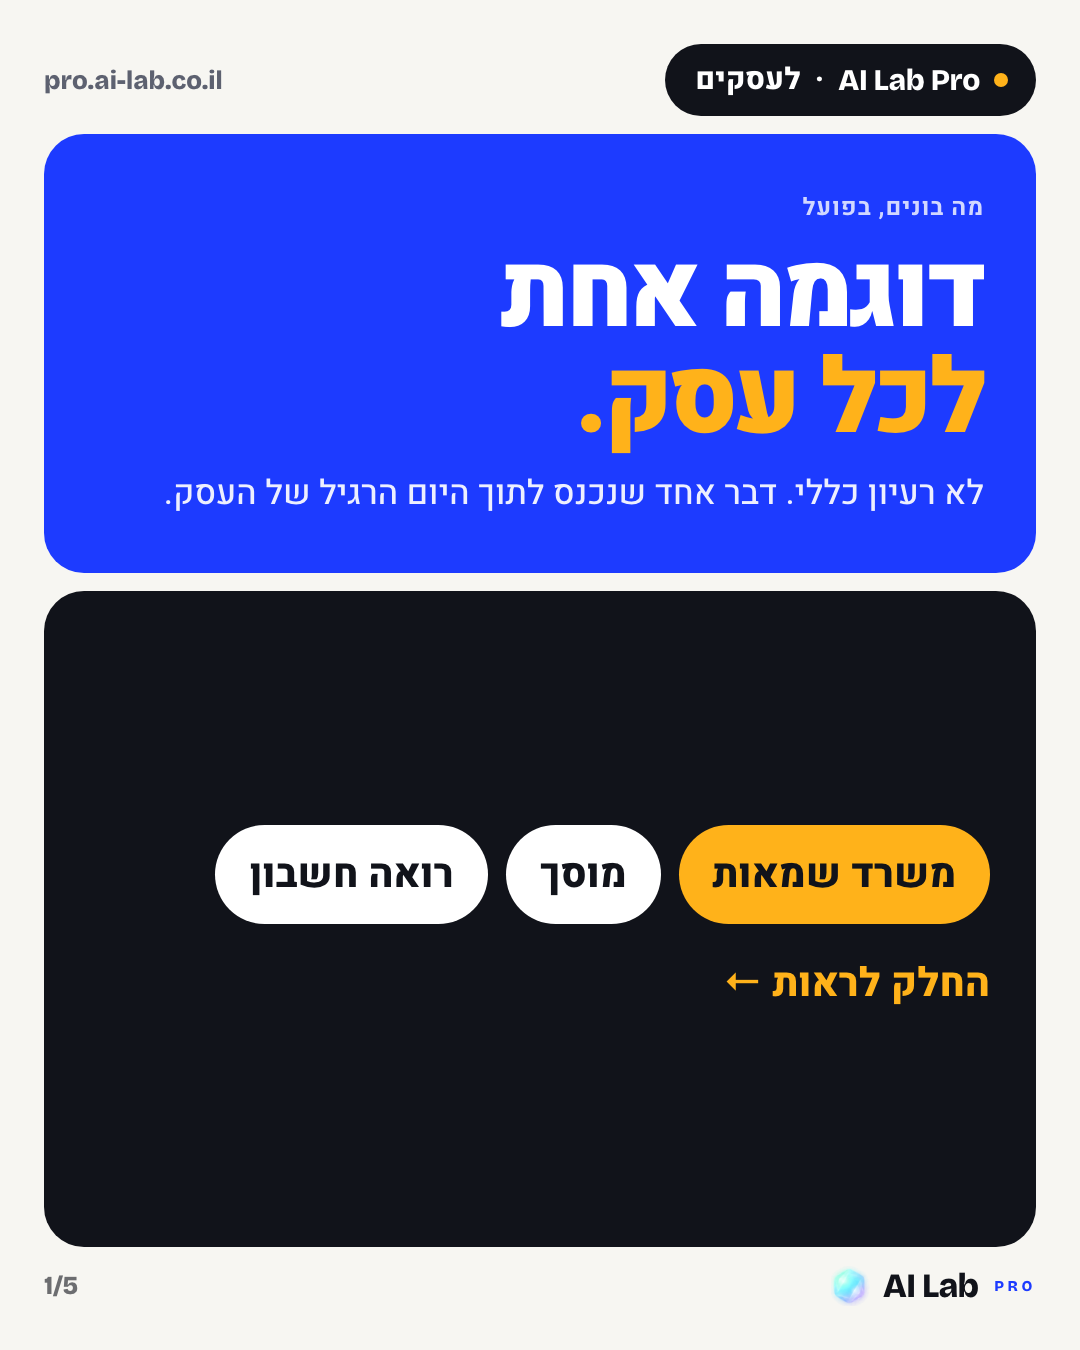 AI Lab Pro · לעסקים
pro.ai-lab.co.il
מה בונים, בפועל
דוגמה אחת
לכל עסק.
לא רעיון כללי. דבר אחד שנכנס לתוך היום הרגיל של העסק.
משרד שמאות
מוסך
רואה חשבון
החלק לראות ←
AI Lab PRO
1/5